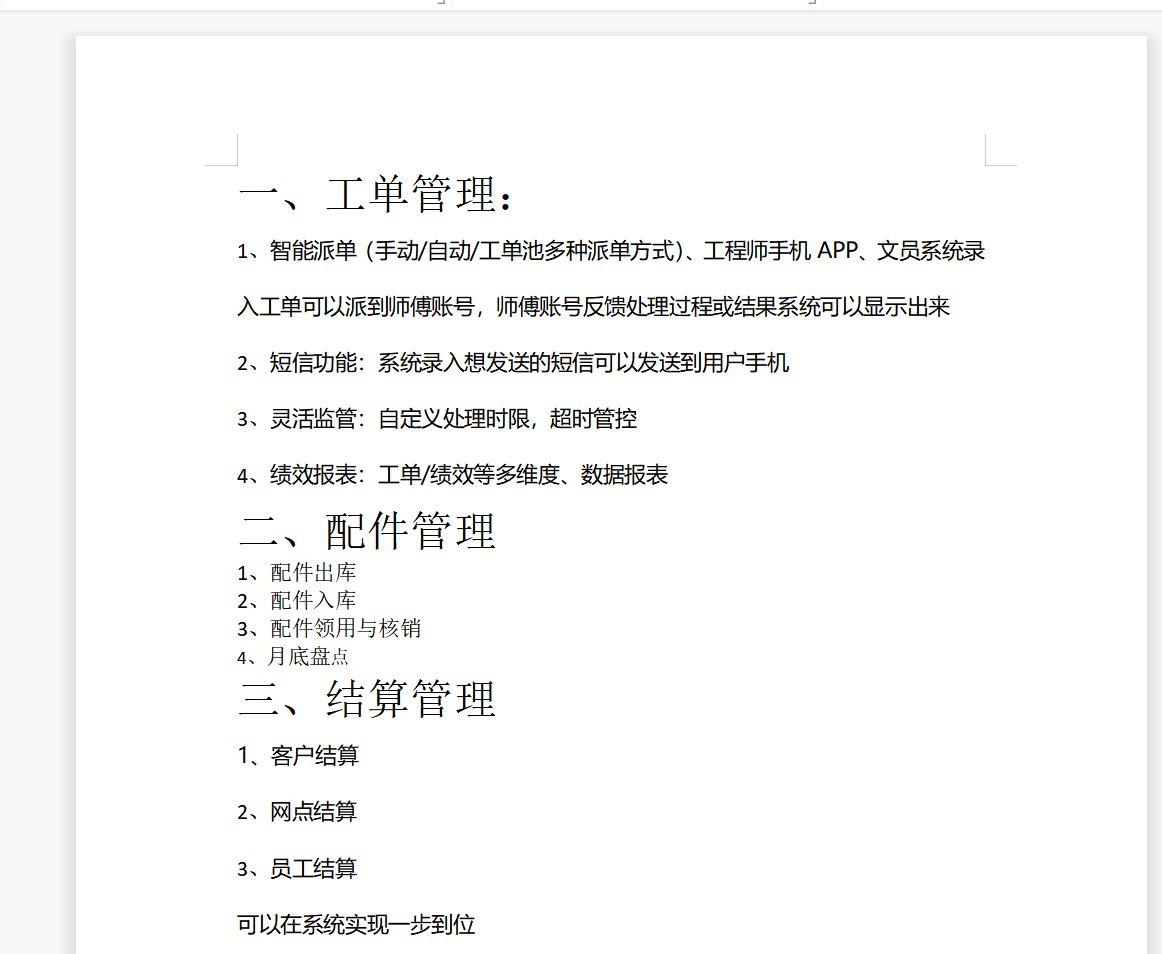 一、工单管理：
1、智能派单（手动/自动/工单池多种派单方式）、工程师手机 APP、文员系统录
入工单可以派到师傅账号，师傅账号反馈处理过程或结果系统可以显示出来
2、短信功能：系统录入想发送的短信可以发送到用户手机
3、灵活监管：自定义处理时限，超时管控
4、绩效报表：工单/绩效等多维度、数据报表
二、配件管理
1、配件出库
2、配件入库
3、配件领用与核销
4、月底盘点
三、结算管理
1、客户结算
2、网点结算
3、员工结算
可以在系统实现一步到位